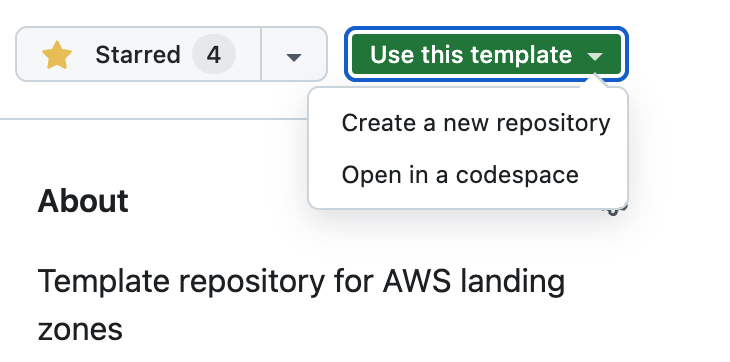 Starred 4
Use this template
Create a new repository
Open in a codespace
About
Template repository for AWS landing
zones